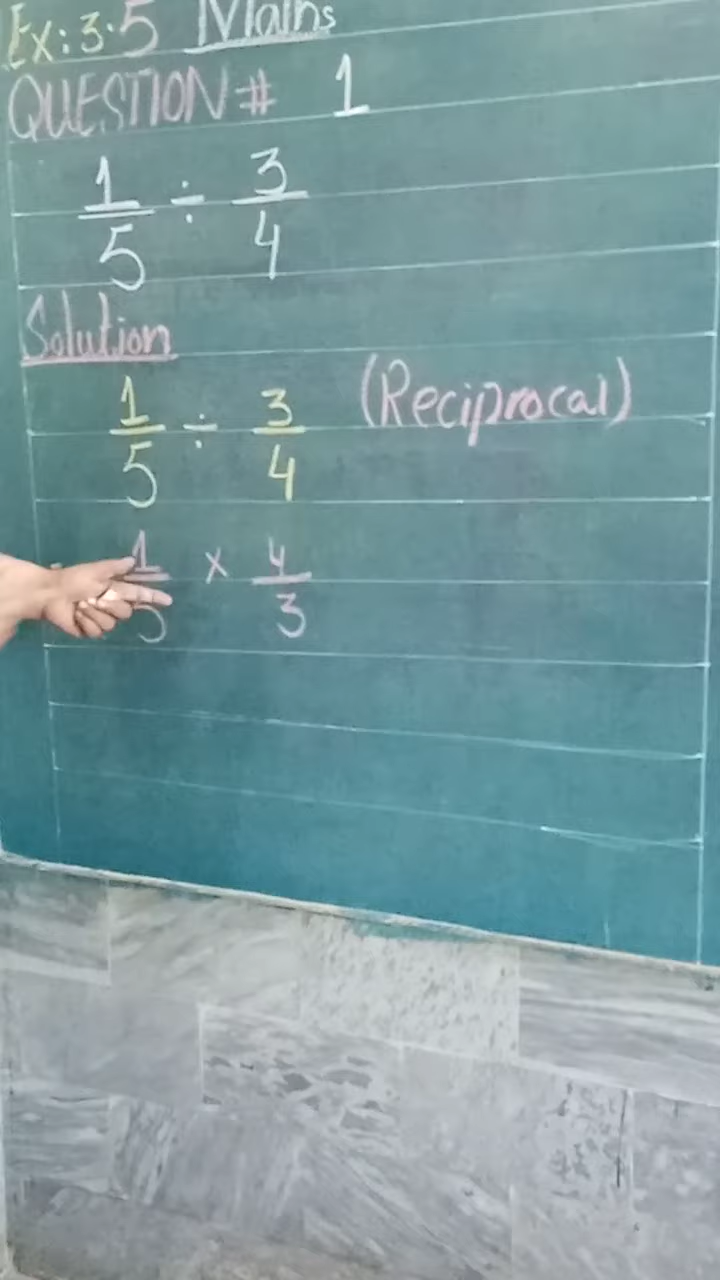 Ex: 3.5 Maths
QUESTION # 1
1/5 ÷ 3/4
Solution
1/5 ÷ 3/4 (Reciprocal)
1/5 × 4/3